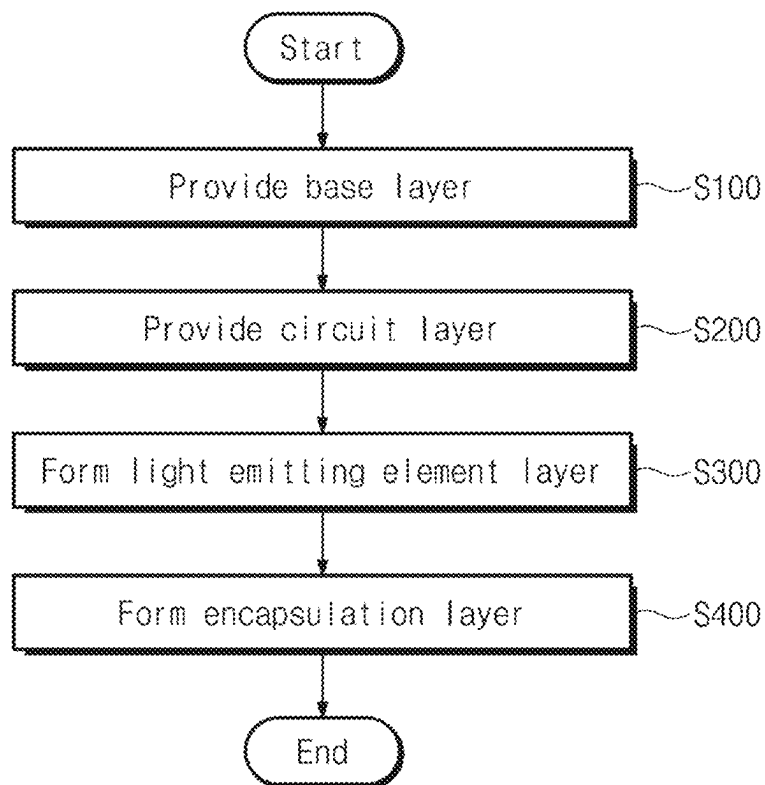 Start
Provide base layer
S100
Provide circuit layer
S200
Form light emitting element layer
S300
Form encapsulation layer
S400
End